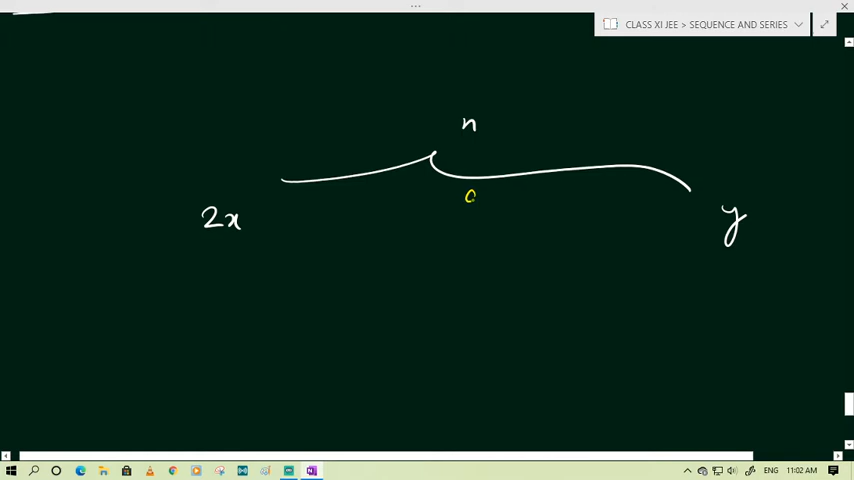 CLASS XI JEE > SEQUENCE AND SERIES
n
2x
y
ENG 11:02 AM